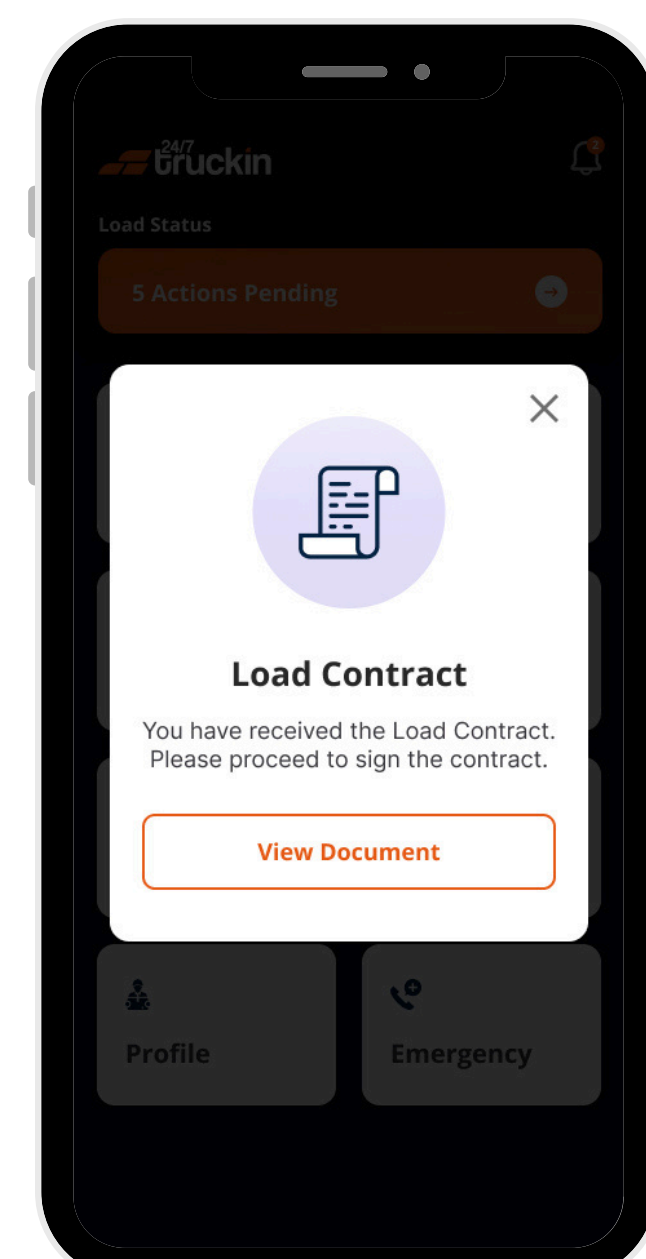 24/7
truckin
2
Load Status
5 Actions Pending
Load Contract
You have received the Load Contract.
Please proceed to sign the contract.
View Document
Profile
Emergency